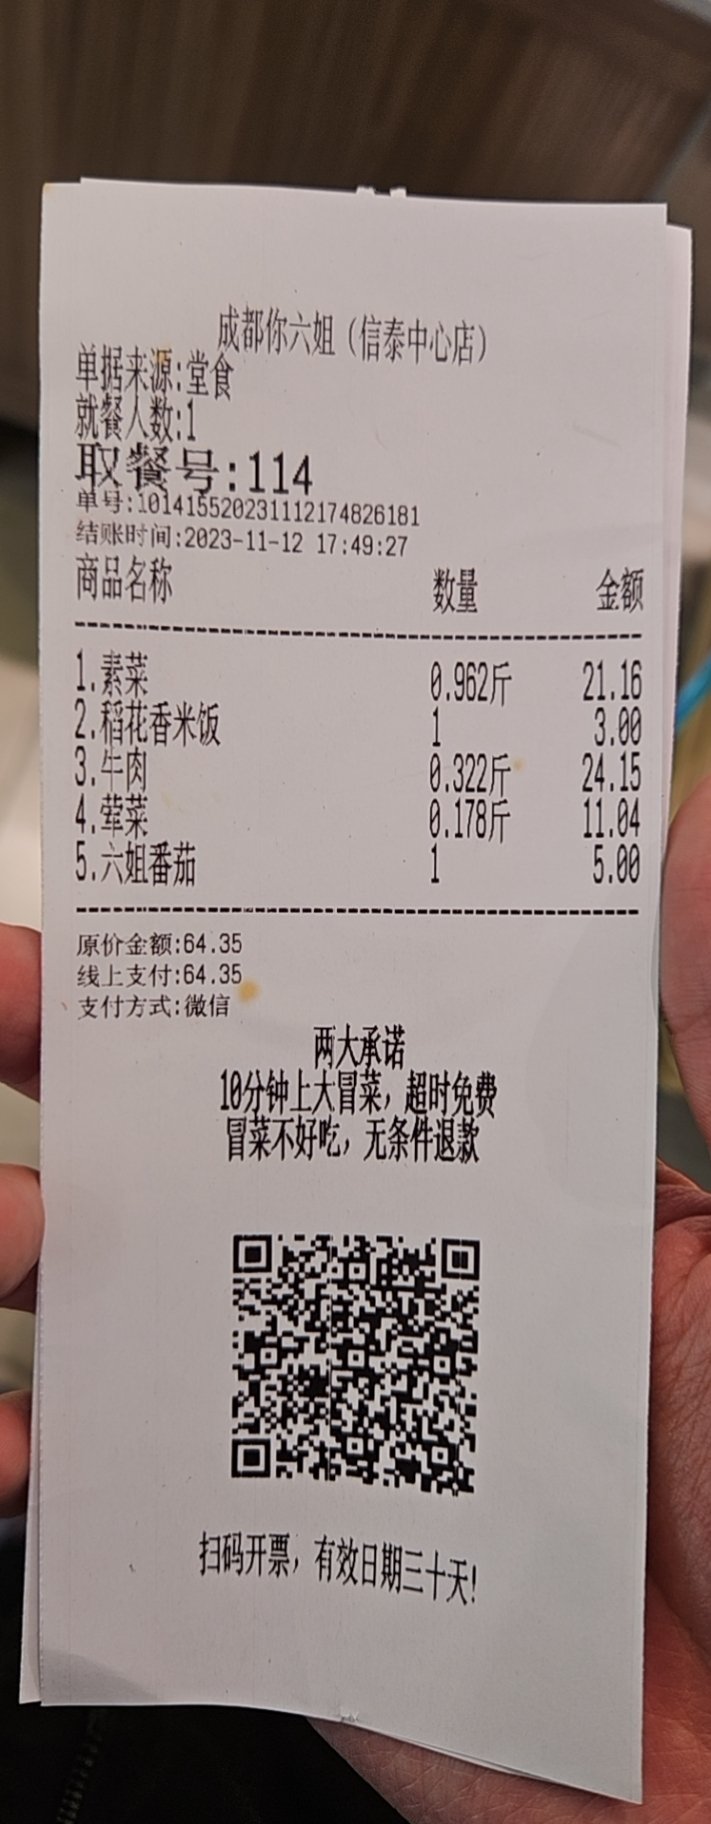 成都你六姐（信泰中心店）
单据来源:堂食
就餐人数:1
取餐号:114
单号:101415520231112174826181
结账时间:2023-11-12 17:49:27
商品名称 数量 金额
1.素菜 0.962斤 21.16
2.稻花香米饭 1 3.00
3.牛肉 0.322斤 24.15
4.荤菜 0.178斤 11.04
5.六姐番茄 1 5.00
原价金额:64.35
线上支付:64.35
支付方式:微信
两大承诺
10分钟上大冒菜，超时免费
冒菜不好吃，无条件退款
扫码开票，有效日期三十天!